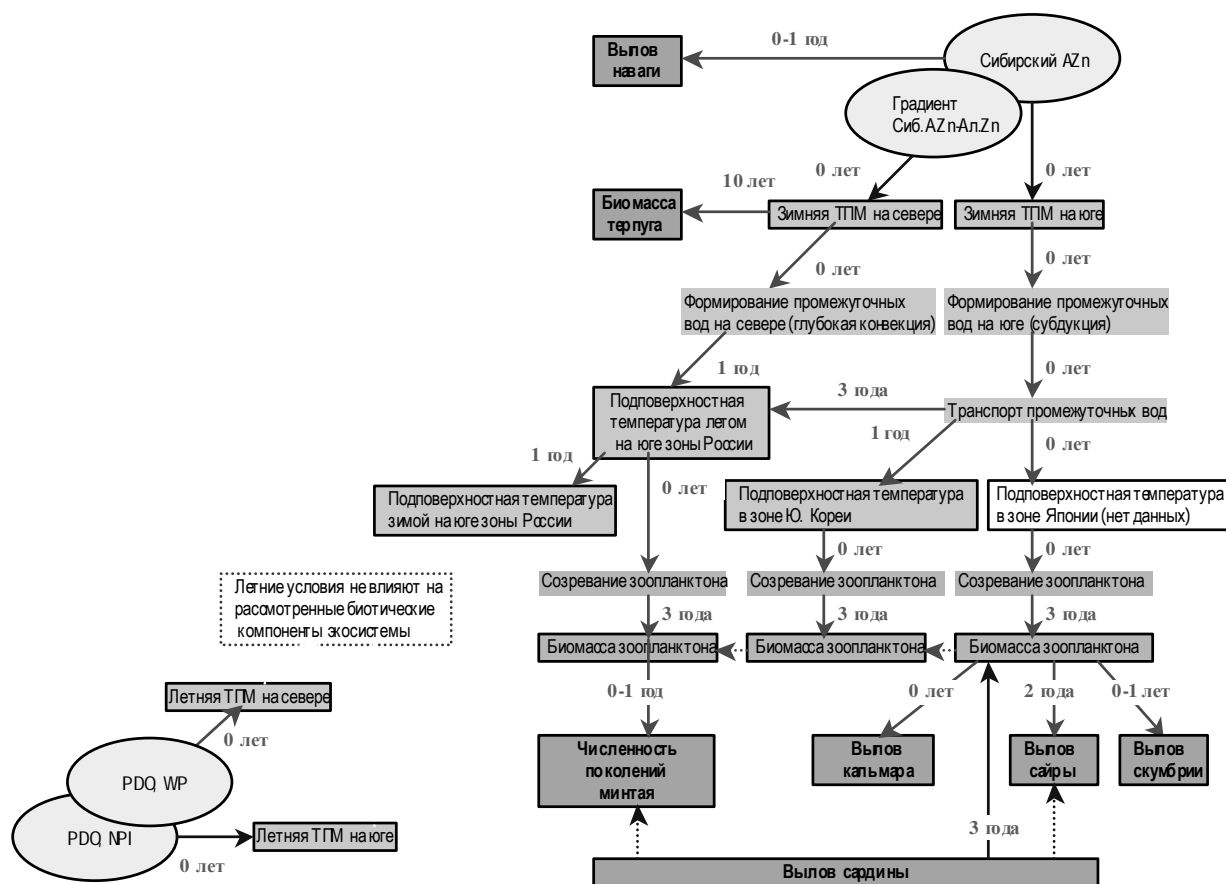 0-1 год
Вылов
наваги
Сибирский AZn
Градиент
Сиб.AZn-Ал.Zn
0 лет
0 лет
10 лет
Биомасса
терпуга
Зимняя ТПМ на севере
Зимняя ТПМ на юге
0 лет
0 лет
Формирование промежуточных
вод на севере (глубокая конвекция)
Формирование промежуточных
вод на юге (субдукция)
1 год
0 лет
3 года
Подповерхностная
температура летом
на юге зоны России
Транспорт промежуточных вод
1 год
0 лет
1 год
0 лет
Подповерхностная температура
зимой на юге зоны России
Подповерхностная температура
в зоне Ю. Кореи
Подповерхностная температура
в зоне Японии (нет данных)
0 лет
0 лет
Летние условия не влияют на
рассмотренные биотические
компоненты экосистемы
Созревание зоопланктона
Созревание зоопланктона
Созревание зоопланктона
3 года
3 года
3 года
Биомасса зоопланктона
Биомасса зоопланктона
Биомасса зоопланктона
0-1 год
0 лет
2 года
0-1 лет
Летняя ТПМ на севере
0 лет
Численность
поколений
минтая
Вылов
кальмара
Вылов
сайры
Вылов
скумбрии
PDO, WP
PDO, NPI
Летняя ТПМ на юге
0 лет
3 года
Вылов сардины